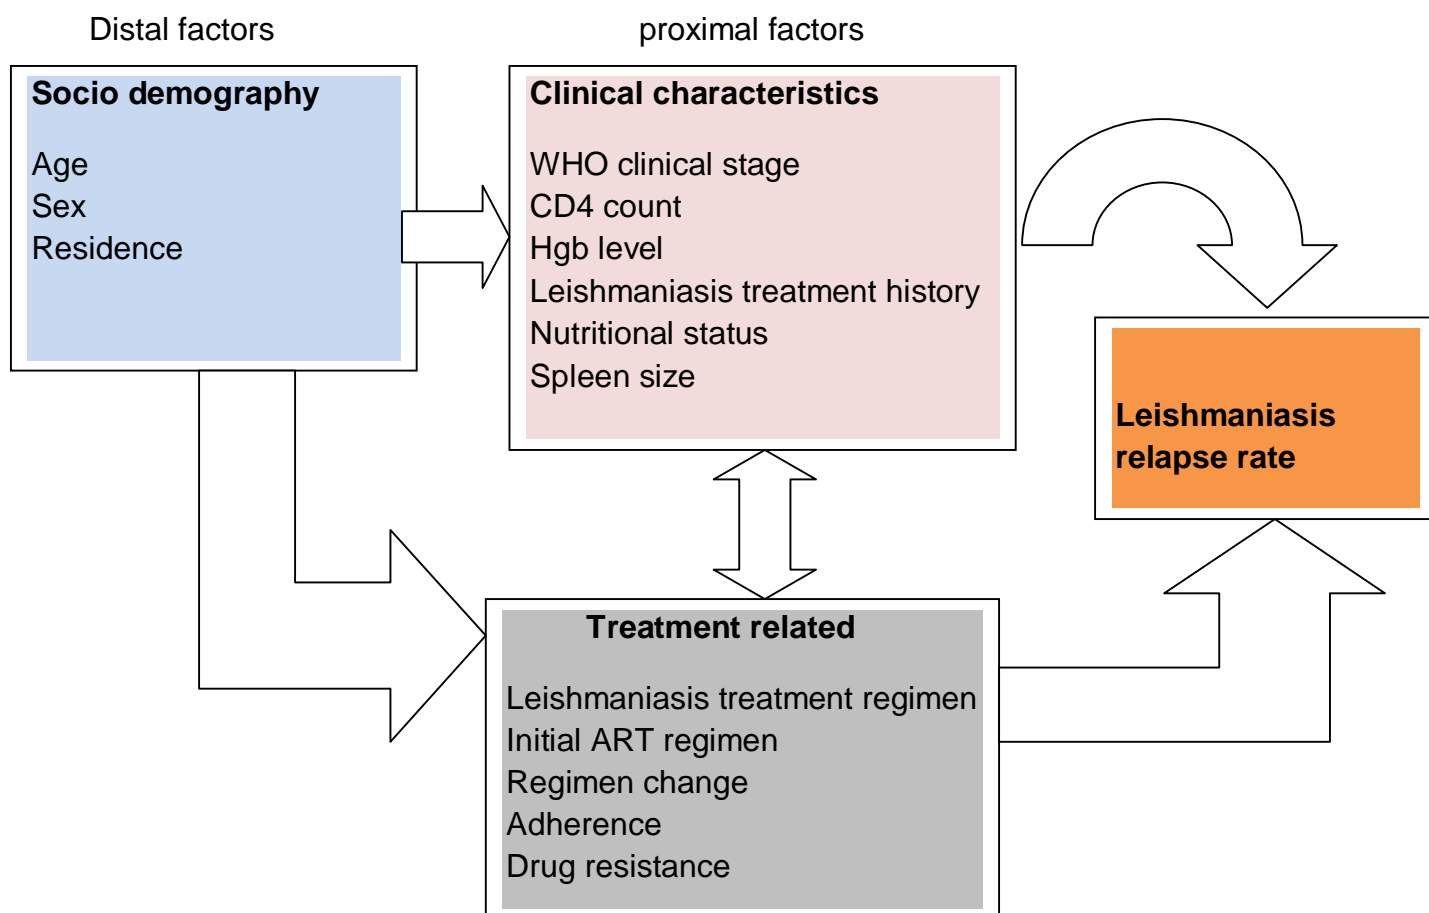 Distal factors
proximal factors
Socio demography
Age
Sex
Residence
Clinical characteristics
WHO clinical stage
CD4 count
Hgb level
Leishmaniasis treatment history
Nutritional status
Spleen size
Leishmaniasis
relapse rate
Treatment related
Leishmaniasis treatment regimen
Initial ART regimen
Regimen change
Adherence
Drug resistance